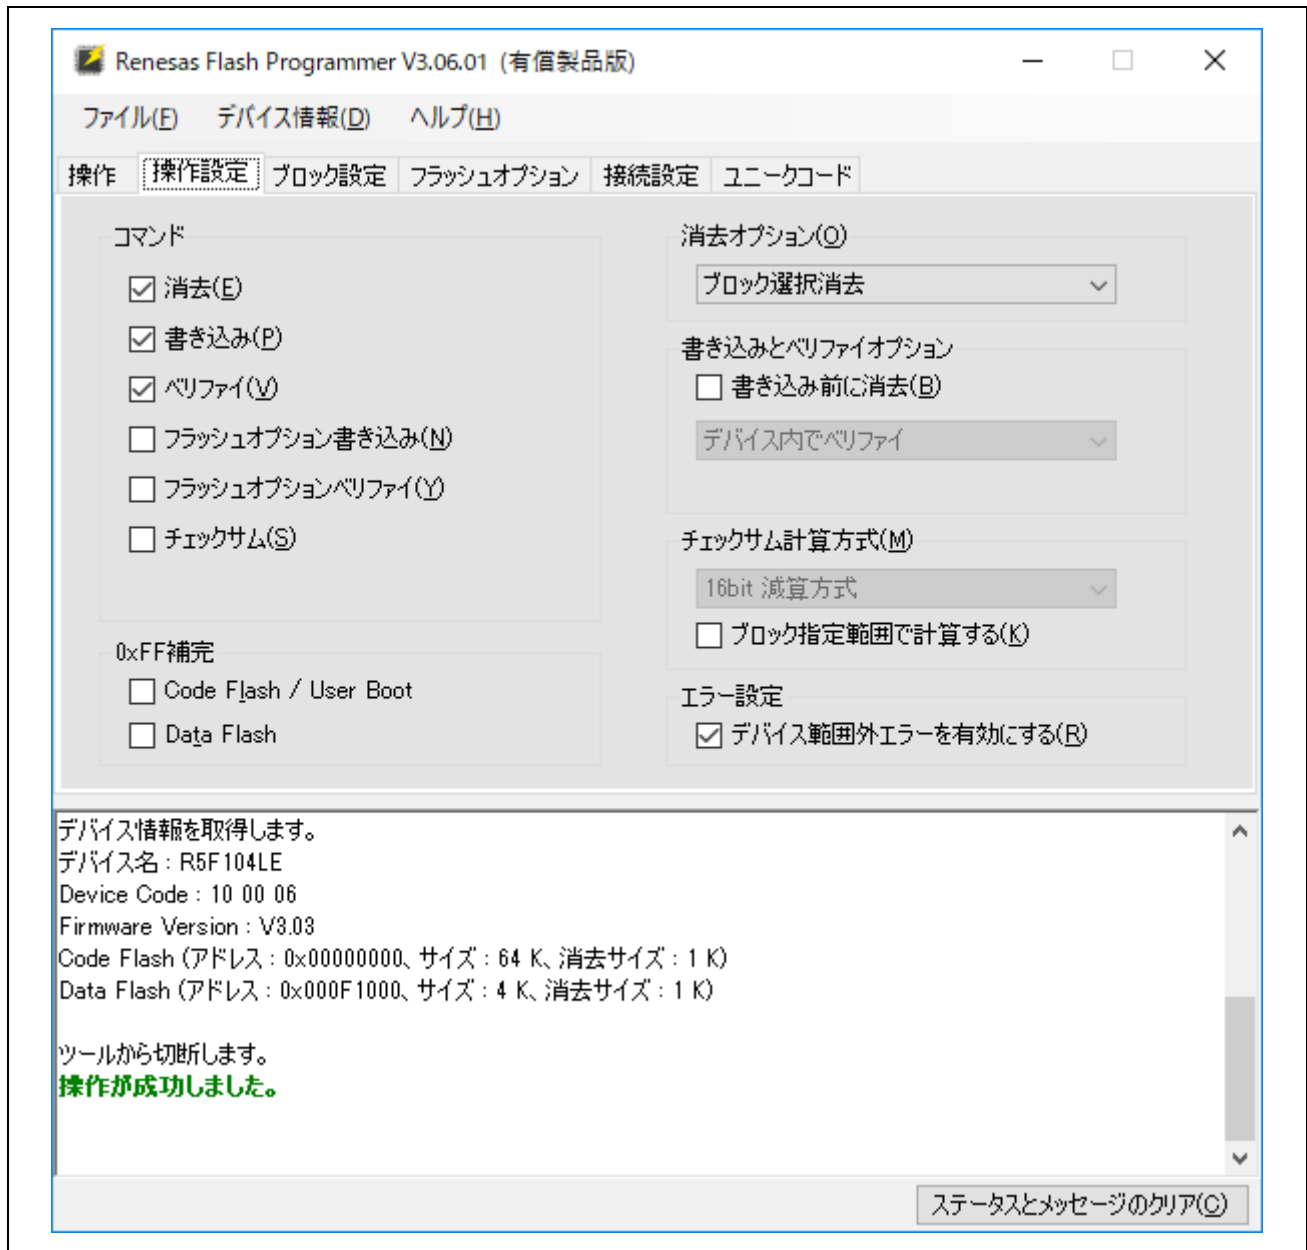 Renesas Flash Programmer V3.06.01 (有償製品版)
ファイル(F) デバイス情報(D) ヘルプ(H)
操作 操作設定 ブロック設定 フラッシュオプション 接続設定 ユニークコード
コマンド
消去(E)
書き込み(P)
ベリファイ(V)
フラッシュオプション書き込み(N)
フラッシュオプションベリファイ(Y)
チェックサム(S)
0xFF補完
Code Flash / User Boot
Data Flash
消去オプション(O)
ブロック選択消去
書き込みとベリファイオプション
書き込み前に消去(B)
デバイス内でベリファイ
チェックサム計算方式(M)
16bit 減算方式
ブロック指定範囲で計算する(K)
エラー設定
デバイス範囲外エラーを有効にする(R)
デバイス情報を取得します。
デバイス名 : R5F104LE
Device Code : 10 00 06
Firmware Version : V3.03
Code Flash (アドレス : 0x00000000、サイズ : 64 K、消去サイズ : 1 K)
Data Flash (アドレス : 0x000F1000、サイズ : 4 K、消去サイズ : 1 K)
ツールから切断します。
操作が成功しました。
ステータスとメッセージのクリア(C)